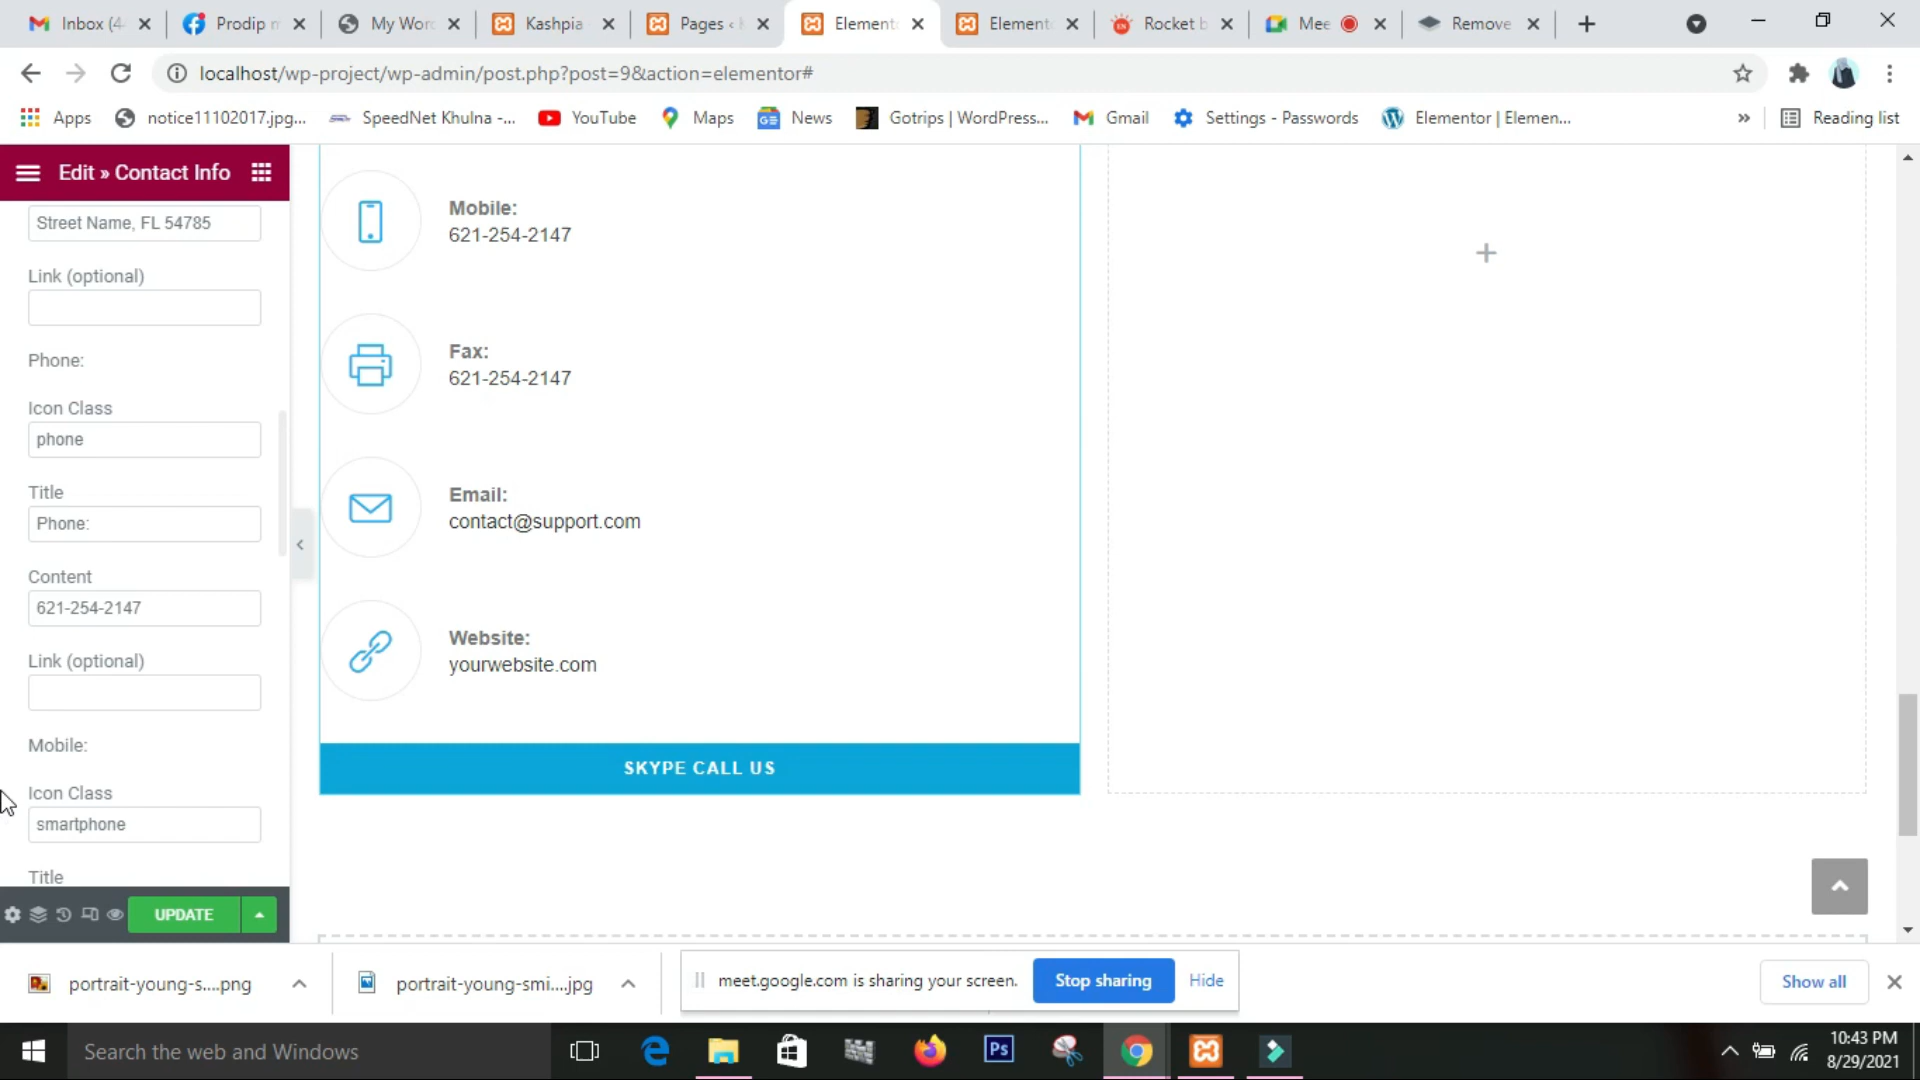 Inbox (4
Prodip n
My Worc
Kashpia
Pages ‹
Element
Element
Rocket b
Mee
Remove
localhost/wp-project/wp-admin/post.php?post=9&action=elementor#
Apps
notice11102017.jpg...
SpeedNet Khulna -...
YouTube
Maps
News
Gotrips | WordPress...
Gmail
Settings - Passwords
Elementor | Elemen...
»
Reading list
Edit » Contact Info
Street Name, FL 54785
Link (optional)
Phone:
Icon Class
phone
Title
Phone:
Content
621-254-2147
Link (optional)
Mobile:
Icon Class
smartphone
Title
UPDATE
Mobile:
621-254-2147
Fax:
621-254-2147
Email:
contact@support.com
Website:
yourwebsite.com
SKYPE CALL US
portrait-young-s....png
portrait-young-smi....jpg
meet.google.com is sharing your screen.
Stop sharing
Hide
Show all
Search the web and Windows
Ps
10:43 PM
8/29/2021